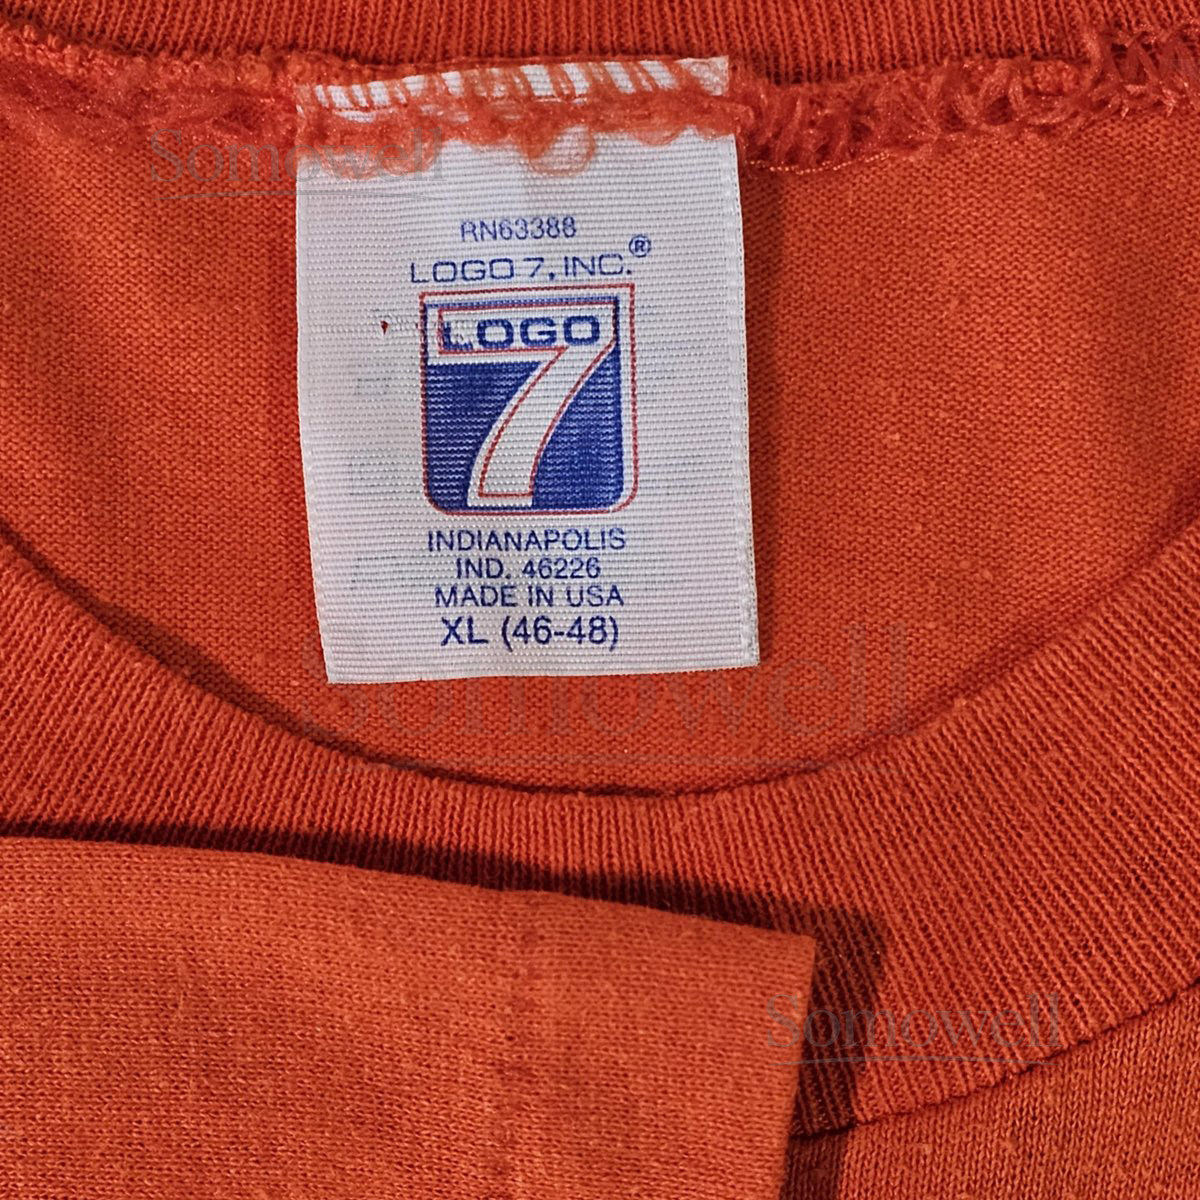 Somowell
RN63388
LOGO 7, INC.®
LOGO
7
INDIANAPOLIS
IND. 46226
MADE IN USA
XL (46-48)
Somowell
Somowell